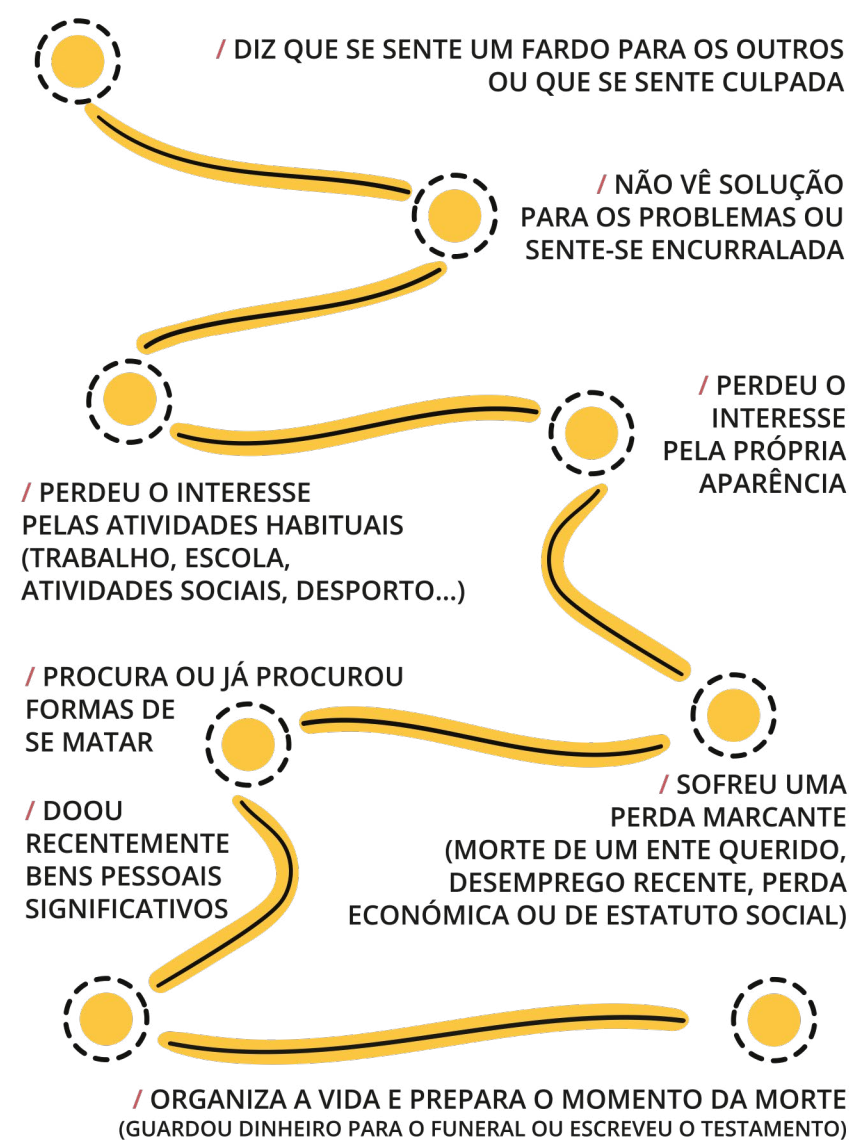 / DIZ QUE SE SENTE UM FARDO PARA OS OUTROS
OU QUE SE SENTE CULPADA
/ NÃO VÊ SOLUÇÃO
PARA OS PROBLEMAS OU
SENTE-SE ENCURRALADA
/ PERDEU O INTERESSE
PELAS ATIVIDADES HABITUAIS
(TRABALHO, ESCOLA,
ATIVIDADES SOCIAIS, DESPORTO...)
/ PERDEU O
INTERESSE
PELA PRÓPRIA
APARÊNCIA
/ SOFREU UMA
PERDA MARCANTE
(MORTE DE UM ENTE QUERIDO,
DESEMPREGO RECENTE, PERDA
ECONÓMICA OU DE ESTATUTO SOCIAL)
/ PROCURA OU JÁ PROCUROU
FORMAS DE
SE MATAR
/ DOOU
RECENTEMENTE
BENS PESSOAIS
SIGNIFICATIVOS
/ ORGANIZA A VIDA E PREPARA O MOMENTO DA MORTE
(GUARDOU DINHEIRO PARA O FUNERAL OU ESCREVEU O TESTAMENTO)